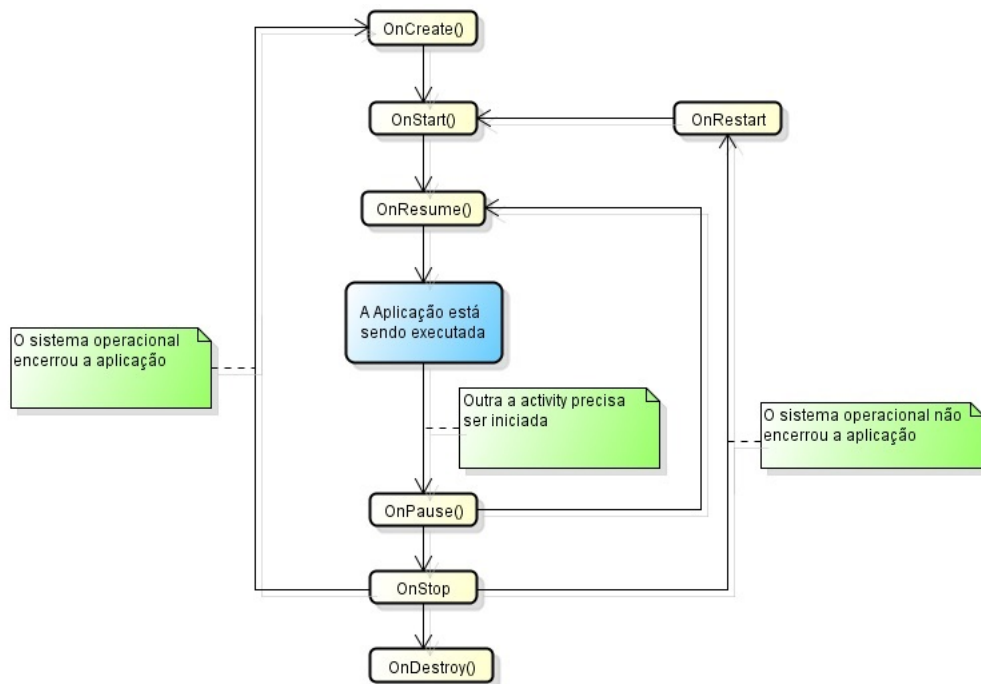 OnCreate()
OnStart()
OnRestart
OnResume()
A Aplicação está
sendo executada
O sistema operacional
encerrou a aplicação
Outra a activity precisa
ser iniciada
O sistema operacional não
encerrou a aplicação
OnPause()
OnStop
OnDestroy()